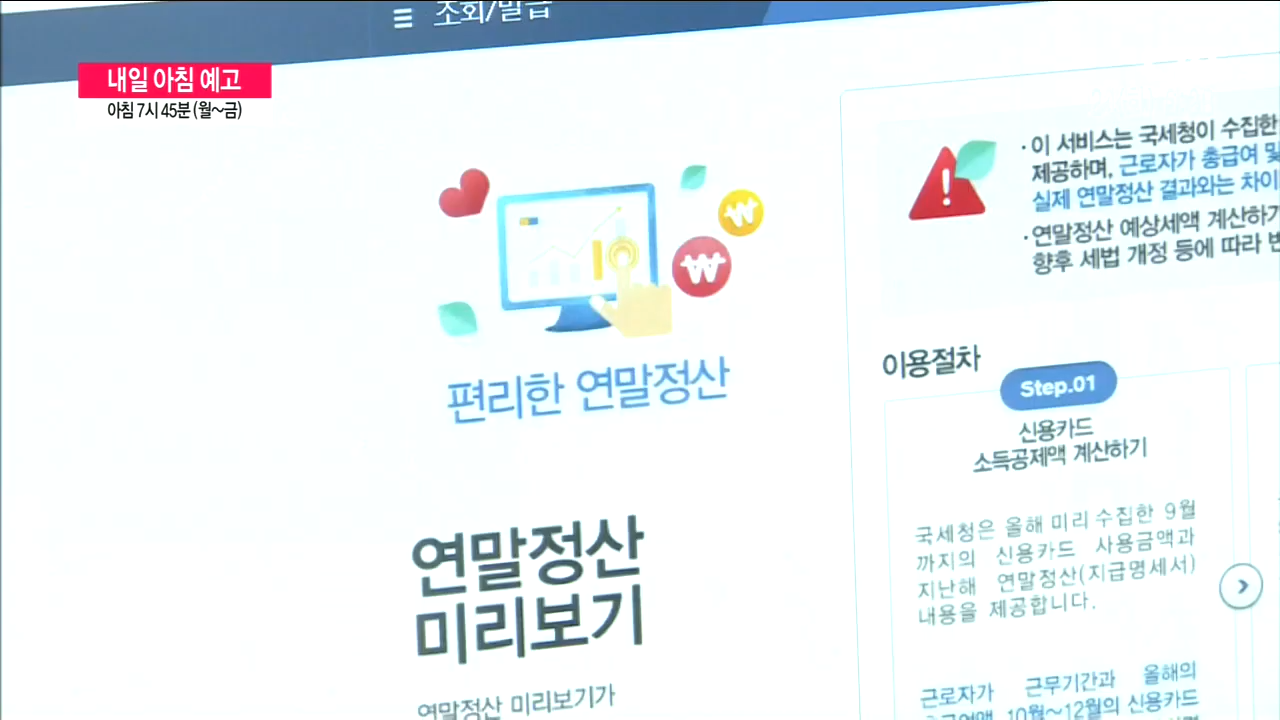 조회/발급
내일 아침 예고
아침 7시 45분 (월~금)
· 이 서비스는 국세청이 수집한
제공하며, 근로자가 총급여 및
실제 연말정산 결과와는 차이
· 연말정산 예상세액 계산하기
향후 세법 개정 등에 따라
편리한 연말정산
이용절차
Step.01
신용카드
소득공제액 계산하기
연말정산
미리보기
국세청은 올해 미리 수집한 9월
까지의 신용카드 사용금액과
지난해 연말정산(지급명세서)
내용을 제공합니다.
연말정산 미리보기가
근로자가 근무기간과 올해의
10월~12월의 신용카드